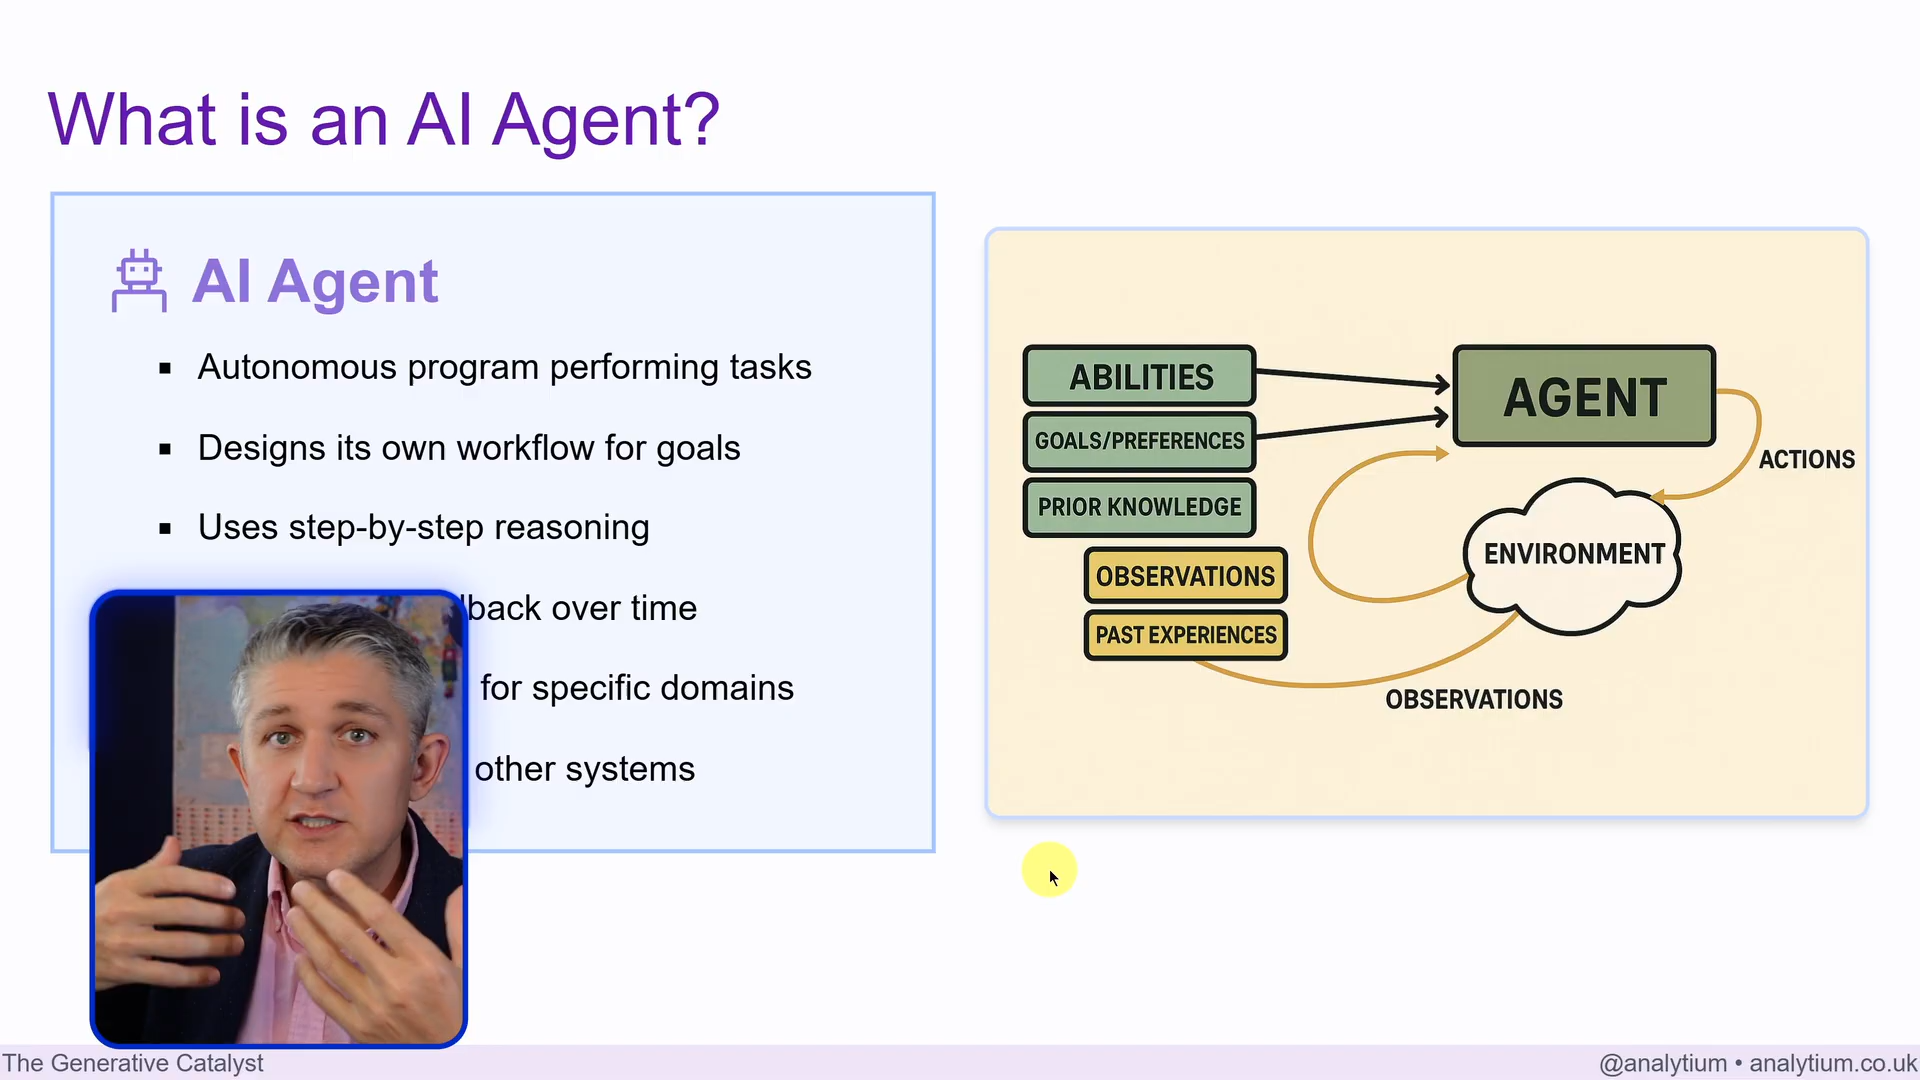 What is an AI Agent?
AI Agent
Autonomous program performing tasks
Designs its own workflow for goals
Uses step-by-step reasoning
back over time
for specific domains
other systems
ABILITIES
GOALS/PREFERENCES
PRIOR KNOWLEDGE
OBSERVATIONS
PAST EXPERIENCES
AGENT
ACTIONS
ENVIRONMENT
OBSERVATIONS
The Generative Catalyst
@analytium • analytium.co.uk